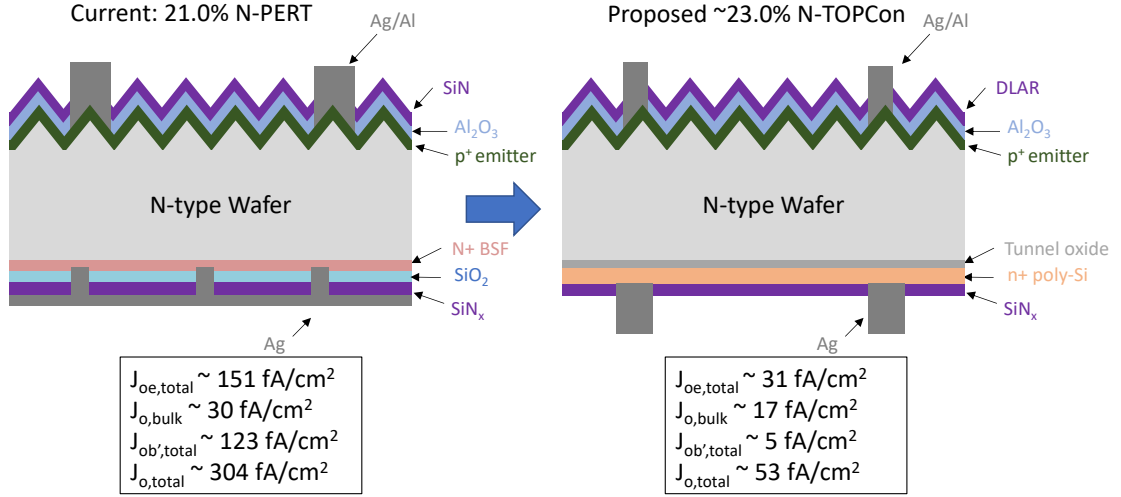 Current: 21.0% N-PERT
Ag/Al
SiN
Al2O3
p+ emitter
N-type Wafer
N+ BSF
SiO2
SiNx
Ag
Joe,total ~ 151 fA/cm2
Jo,bulk ~ 30 fA/cm2
Job',total ~ 123 fA/cm2
Jo,total ~ 304 fA/cm2
Proposed ~23.0% N-TOPCon
Ag/Al
DLAR
Al2O3
p+ emitter
N-type Wafer
Tunnel oxide
n+ poly-Si
SiNx
Ag
Joe,total ~ 31 fA/cm2
Jo,bulk ~ 17 fA/cm2
Job',total ~ 5 fA/cm2
Jo,total ~ 53 fA/cm2